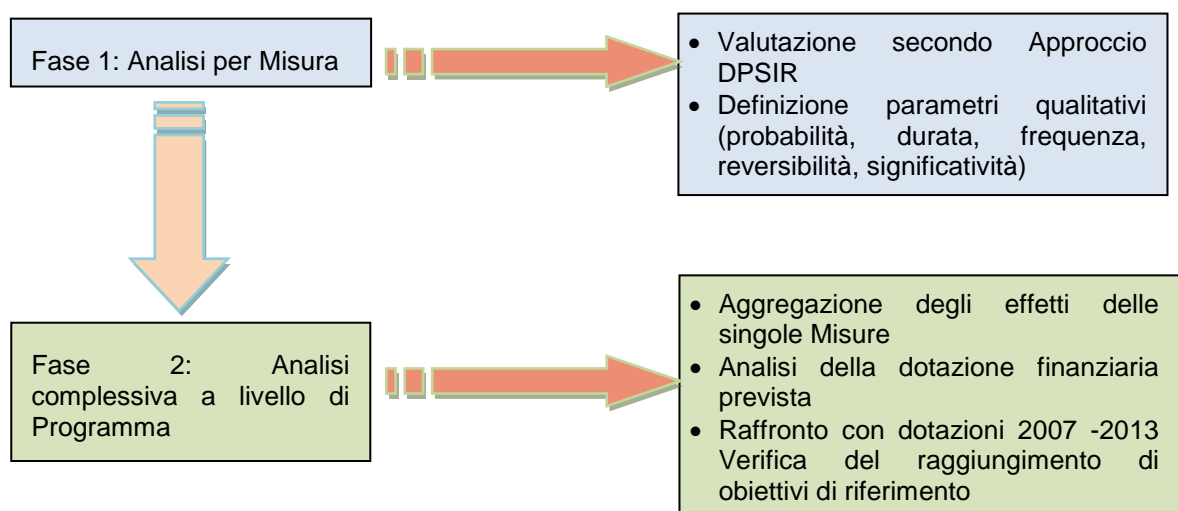 Fase 1: Analisi per Misura
• Valutazione secondo Approccio
DPSIR
• Definizione parametri qualitativi
(probabilità, durata, frequenza,
reversibilità, significatività)
Fase 2: Analisi
complessiva a livello di
Programma
• Aggregazione degli effetti delle
singole Misure
• Analisi della dotazione finanziaria
prevista
• Raffronto con dotazioni 2007 -2013
Verifica del raggiungimento di
obiettivi di riferimento